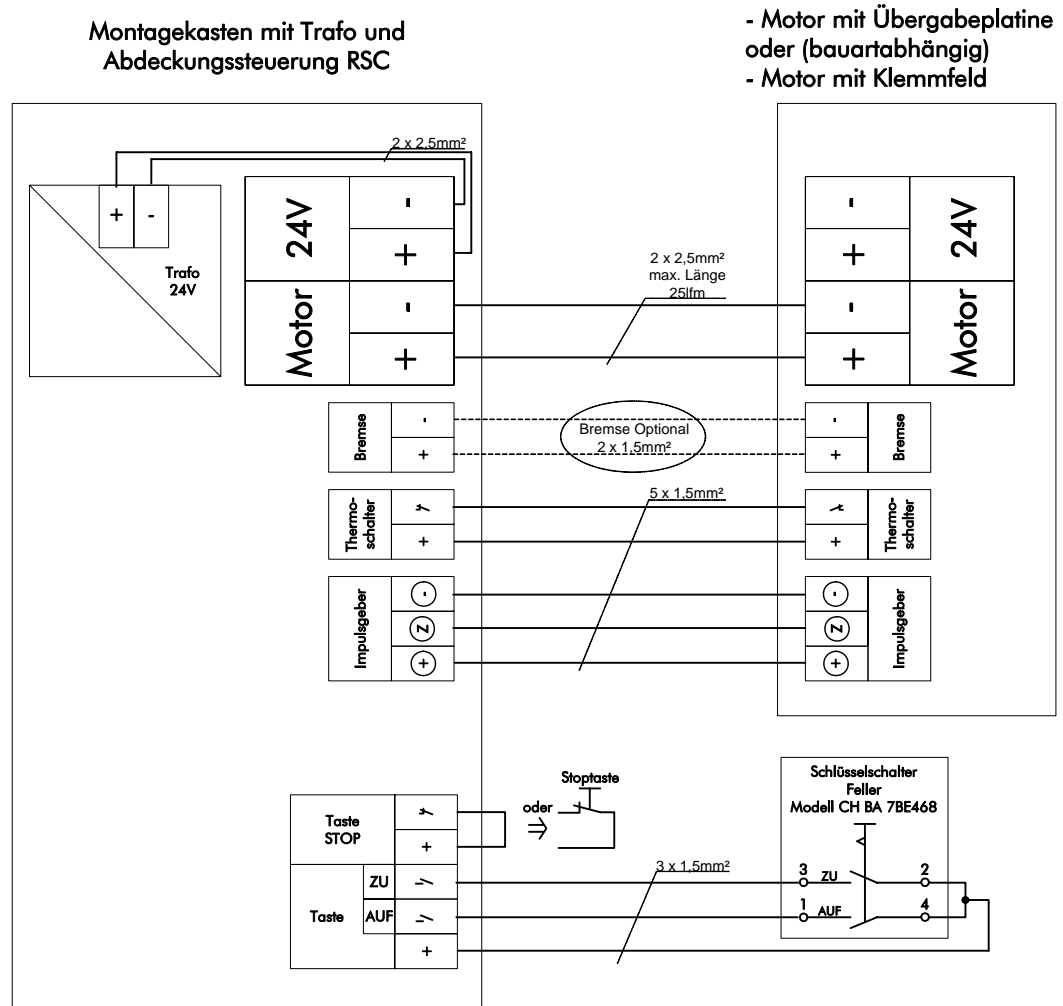 Montagekasten mit Trafo und
Abdeckungssteuerung RSC
- Motor mit Übergabeplatine
oder (bauartabhängig)
- Motor mit Klemmfeld
2 x 2,5mm²
+ -
Trafo
24V
24V
-
+
Motor
-
+
2 x 2,5mm²
max. Länge
25lfm
-
+
24V
-
+
Motor
Bremse
-
+
Bremse Optional
2 x 1,5mm²
-
+
Bremse
Thermo-
schalter
+
5 x 1,5mm²
+
Thermo-
schalter
Impulsgeber
-
Z
+
-
Z
+
Impulsgeber
Taste
STOP
+
oder
Stoptaste
Taste
ZU
AUF
+
3 x 1,5mm²
Schlüsselschalter
Feller
Modell CH BA 7BE468
3 ZU 2
1 AUF 4